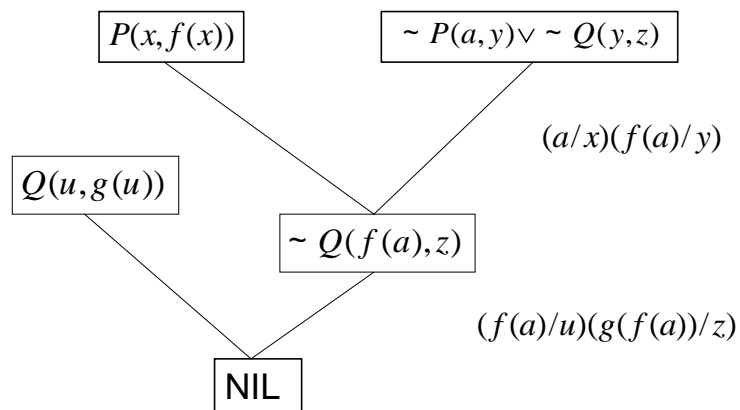 P(x, f(x)) ~ P(a, y) ∨ ~ Q(y, z)
(a/x)(f(a)/y)
Q(u, g(u))
~ Q(f(a), z)
(f(a)/u)(g(f(a))/z)
NIL